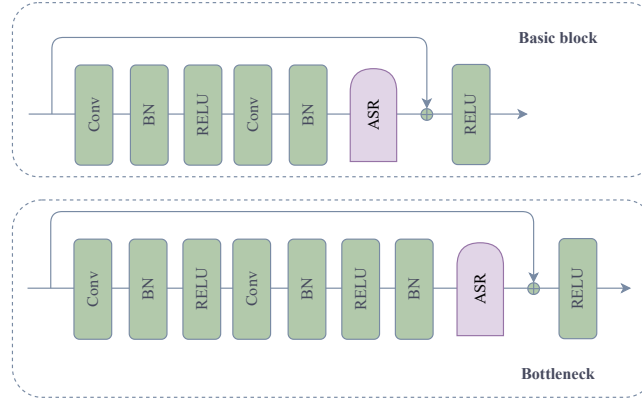 Basic block
Conv
BN
RELU
Conv
BN
ASR
RELU
Conv
BN
RELU
Conv
BN
RELU
BN
ASR
RELU
Bottleneck